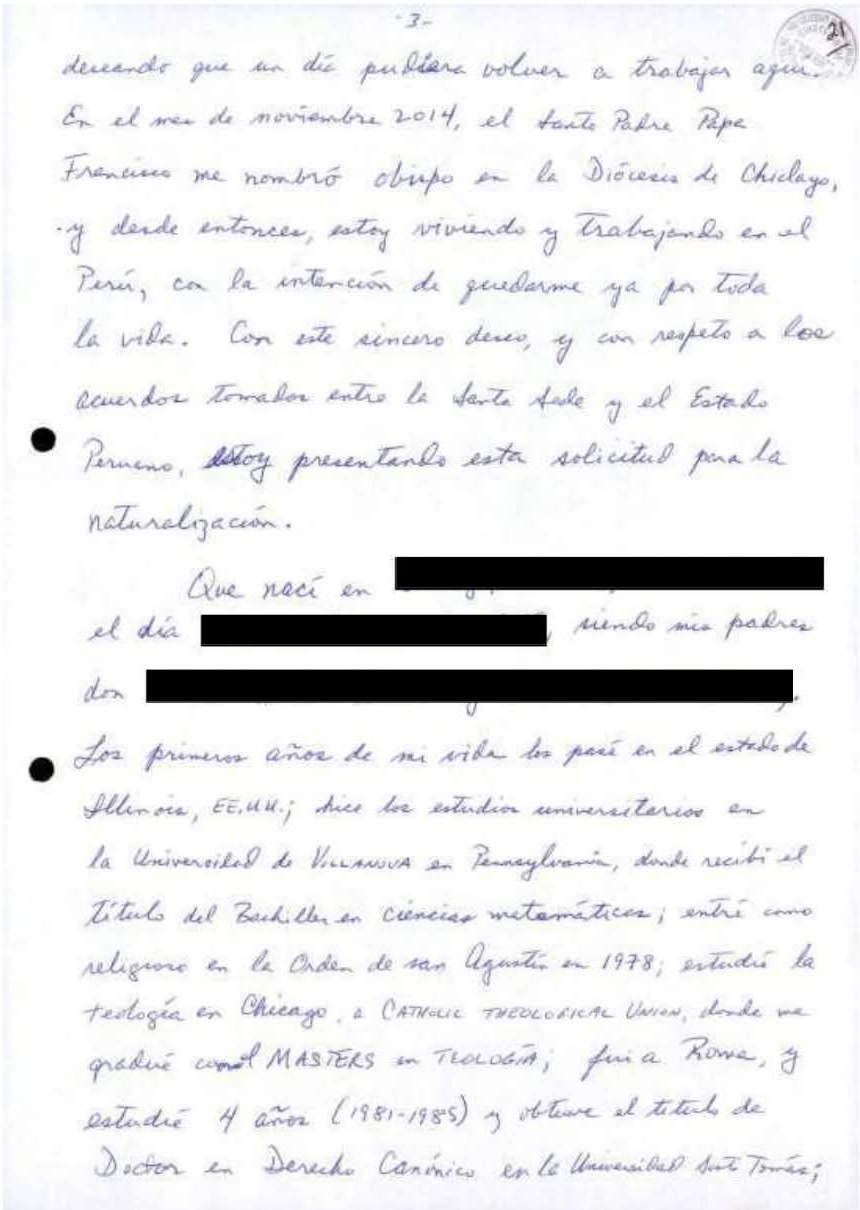 -3-
21
deseando que un día pudiera volver a trabajar aquí.
En el mes de noviembre 2014, el Santo Padre Papa
Francisco me nombró obispo en la Diócesis de Chiclayo,
y desde entonces, estoy viviendo y trabajando en el
Perú, con la intención de quedarme ya por toda
la vida. Con este sincero deseo, y con respeto a los
acuerdos tomados entre la Santa Sede y el Estado
Peruano, estoy presentando esta solicitud para la
naturalización.
Que nací en
el día , siendo mis padres
don .
Los primeros años de mi vida los pasé en el estado de
Illinois, EE.UU.; hice los estudios universitarios en
la Universidad de VILLANOVA en Pennsylvania, donde recibí el
título del Bachiller en ciencias matemáticas; entré como
religioso en la Orden de san Agustín en 1978; estudié la
teología en Chicago, a CATHOLIC THEOLOGICAL UNION, donde me
gradué con el MASTERS en TEOLOGÍA; fui a Roma, y
estudié 4 años (1981-1985) y obtuve el título de
Doctor en Derecho Canónico en la Universidad Santo Tomás;